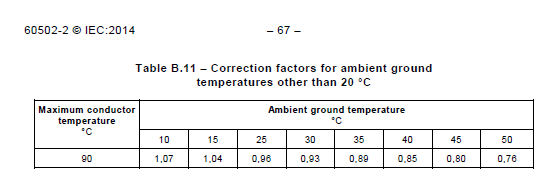 60502-2 © IEC:2014 – 67 –
Table B.11 – Correction factors for ambient ground
temperatures other than 20 °C
Maximum conductor temperature °C Ambient ground temperature °C
10 15 25 30 35 40 45 50
90 1,07 1,04 0,96 0,93 0,89 0,85 0,80 0,76